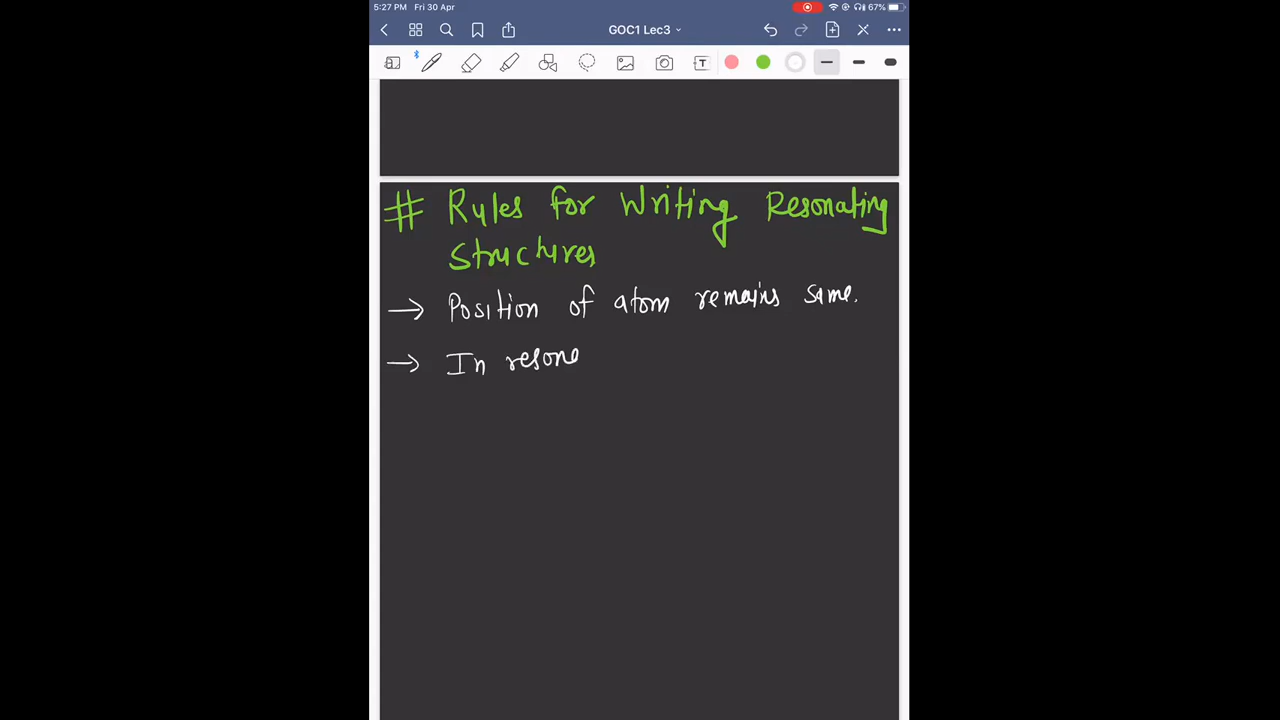 5:27 PM Fri 30 Apr
67%
GOC1 Lec3
T
# Rules for Writing Resonating
Structures
→ Position of atom remains same.
→ In resone